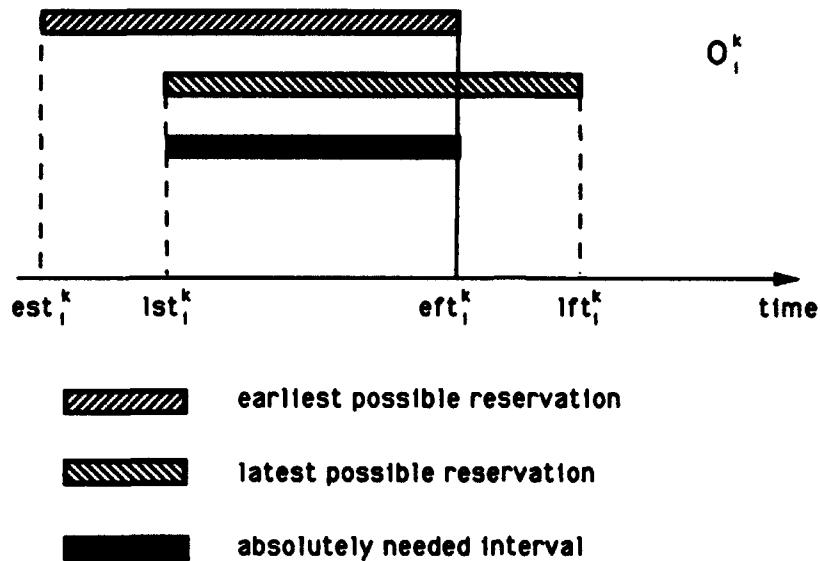 O_i^k
est_i^k lst_i^k eft_i^k lft_i^k time
earliest possible reservation
latest possible reservation
absolutely needed interval